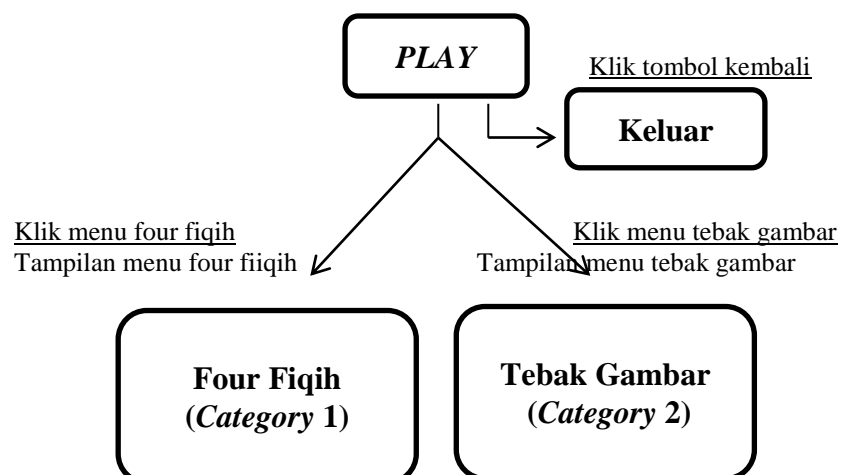 PLAY
Klik tombol kembali
Keluar
Klik menu four fiqih
Tampilan menu four fiiqih
Klik menu tebak gambar
Tampilan menu tebak gambar
Four Fiqih
(Category 1)
Tebak Gambar
(Category 2)